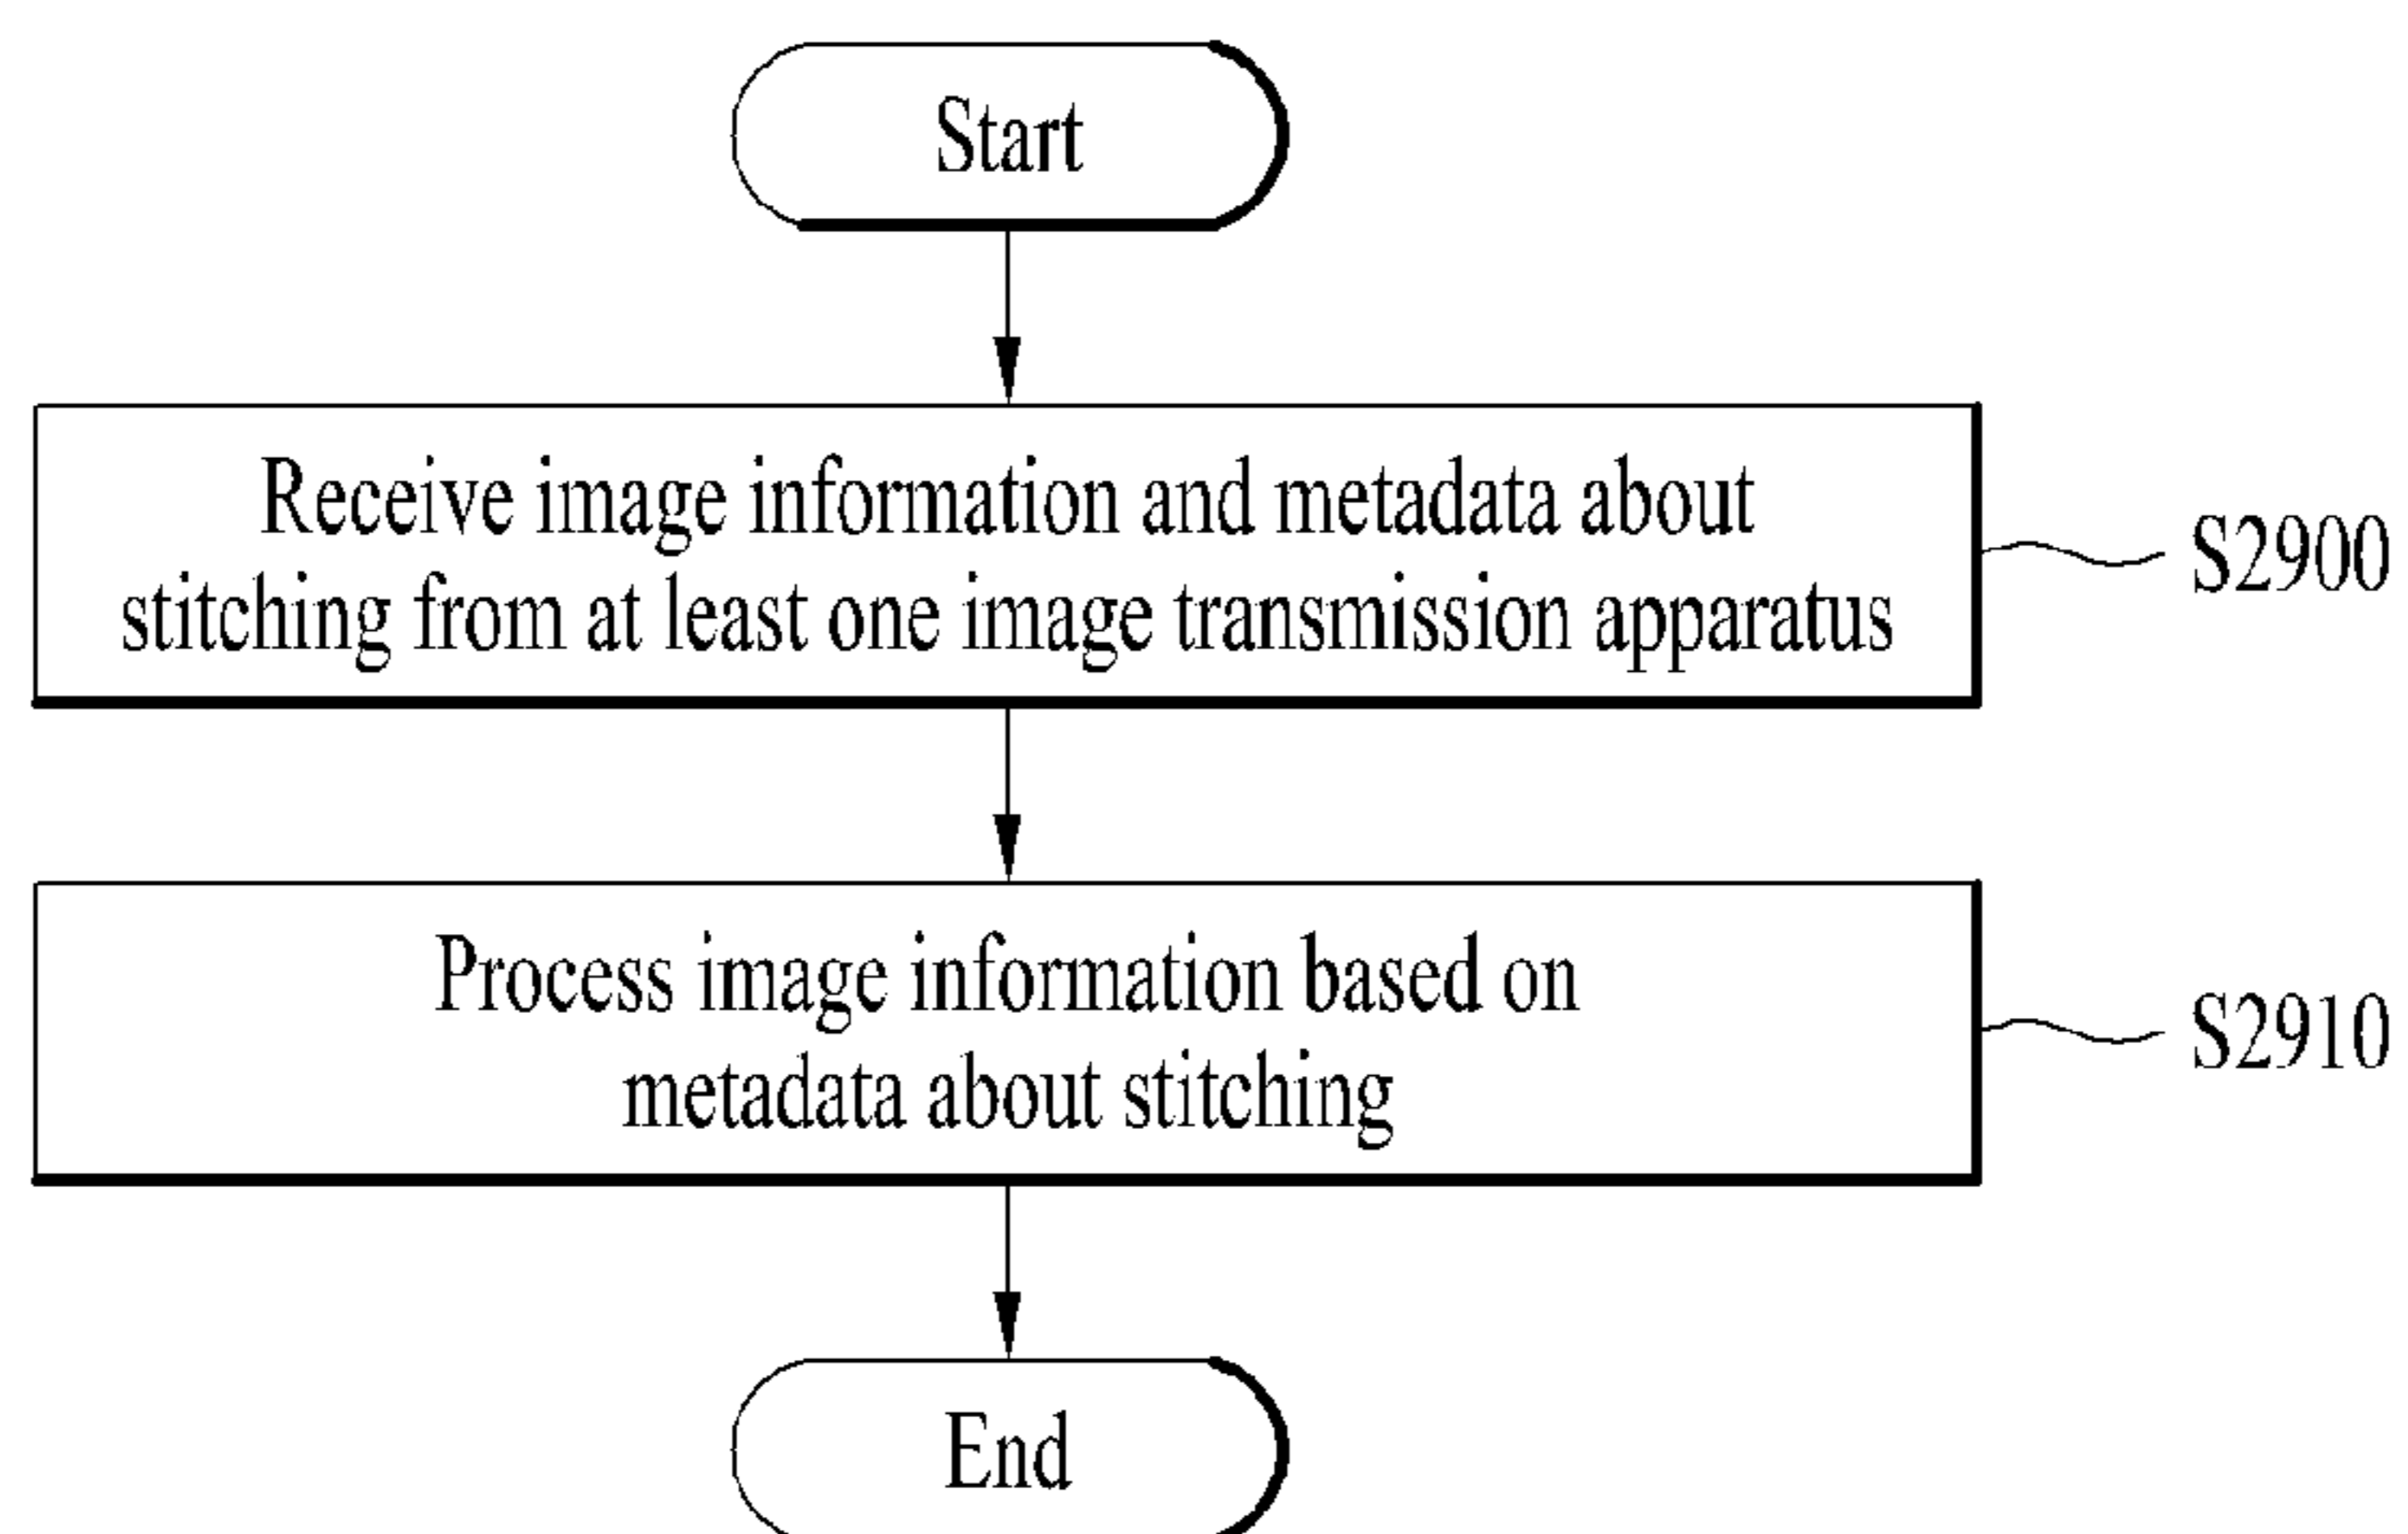 Start
Receive image information and metadata about
stitching from at least one image transmission apparatus
S2900
Process image information based on
metadata about stitching
S2910
End